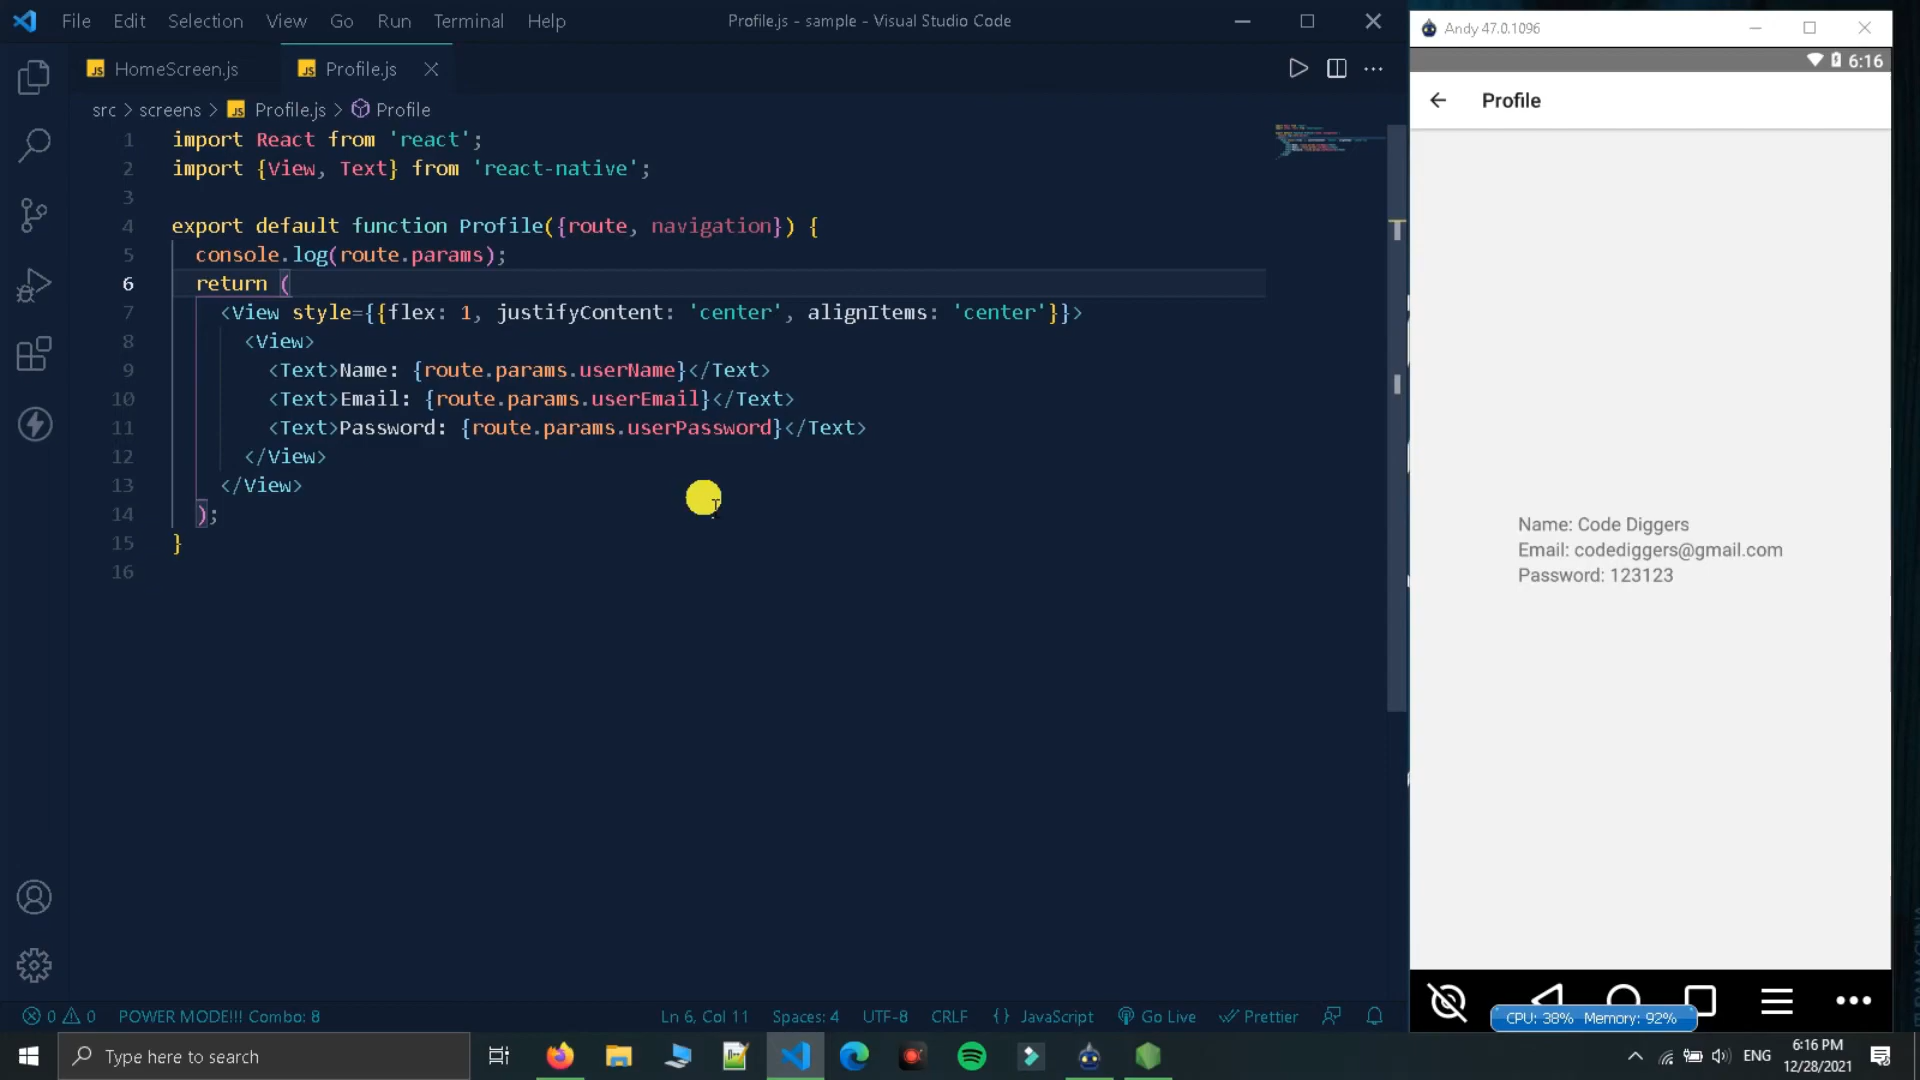 File Edit Selection View Go Run Terminal Help
Profile.js - sample - Visual Studio Code
JS HomeScreen.js
JS Profile.js
src > screens > JS Profile.js > Profile
1 import React from 'react';
2 import {View, Text} from 'react-native';
3
4 export default function Profile({route, navigation}) {
5 console.log(route.params);
6 return (
7 <View style={{flex: 1, justifyContent: 'center', alignItems: 'center'}}>
8 <View>
9 <Text>Name: {route.params.userName}</Text>
10 <Text>Email: {route.params.userEmail}</Text>
11 <Text>Password: {route.params.userPassword}</Text>
12 </View>
13 </View>
14 );
15 }
16
0 0 POWER MODE!!! Combo: 8
Ln 6, Col 11 Spaces: 4 UTF-8 CRLF {} JavaScript Go Live Prettier
Andy 47.0.1096
6:16
Profile
Name: Code Diggers
Email: codediggers@gmail.com
Password: 123123
CPU: 38% Memory: 92%
Type here to search
ENG
6:16 PM
12/28/2021